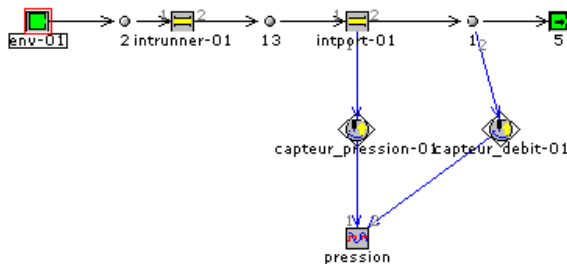 1 2 1 2
env-01 2 intrunner-01 13 intport-01 1 5
1 2
capteur_pression-01 capteur_debit-01
1 2
pression